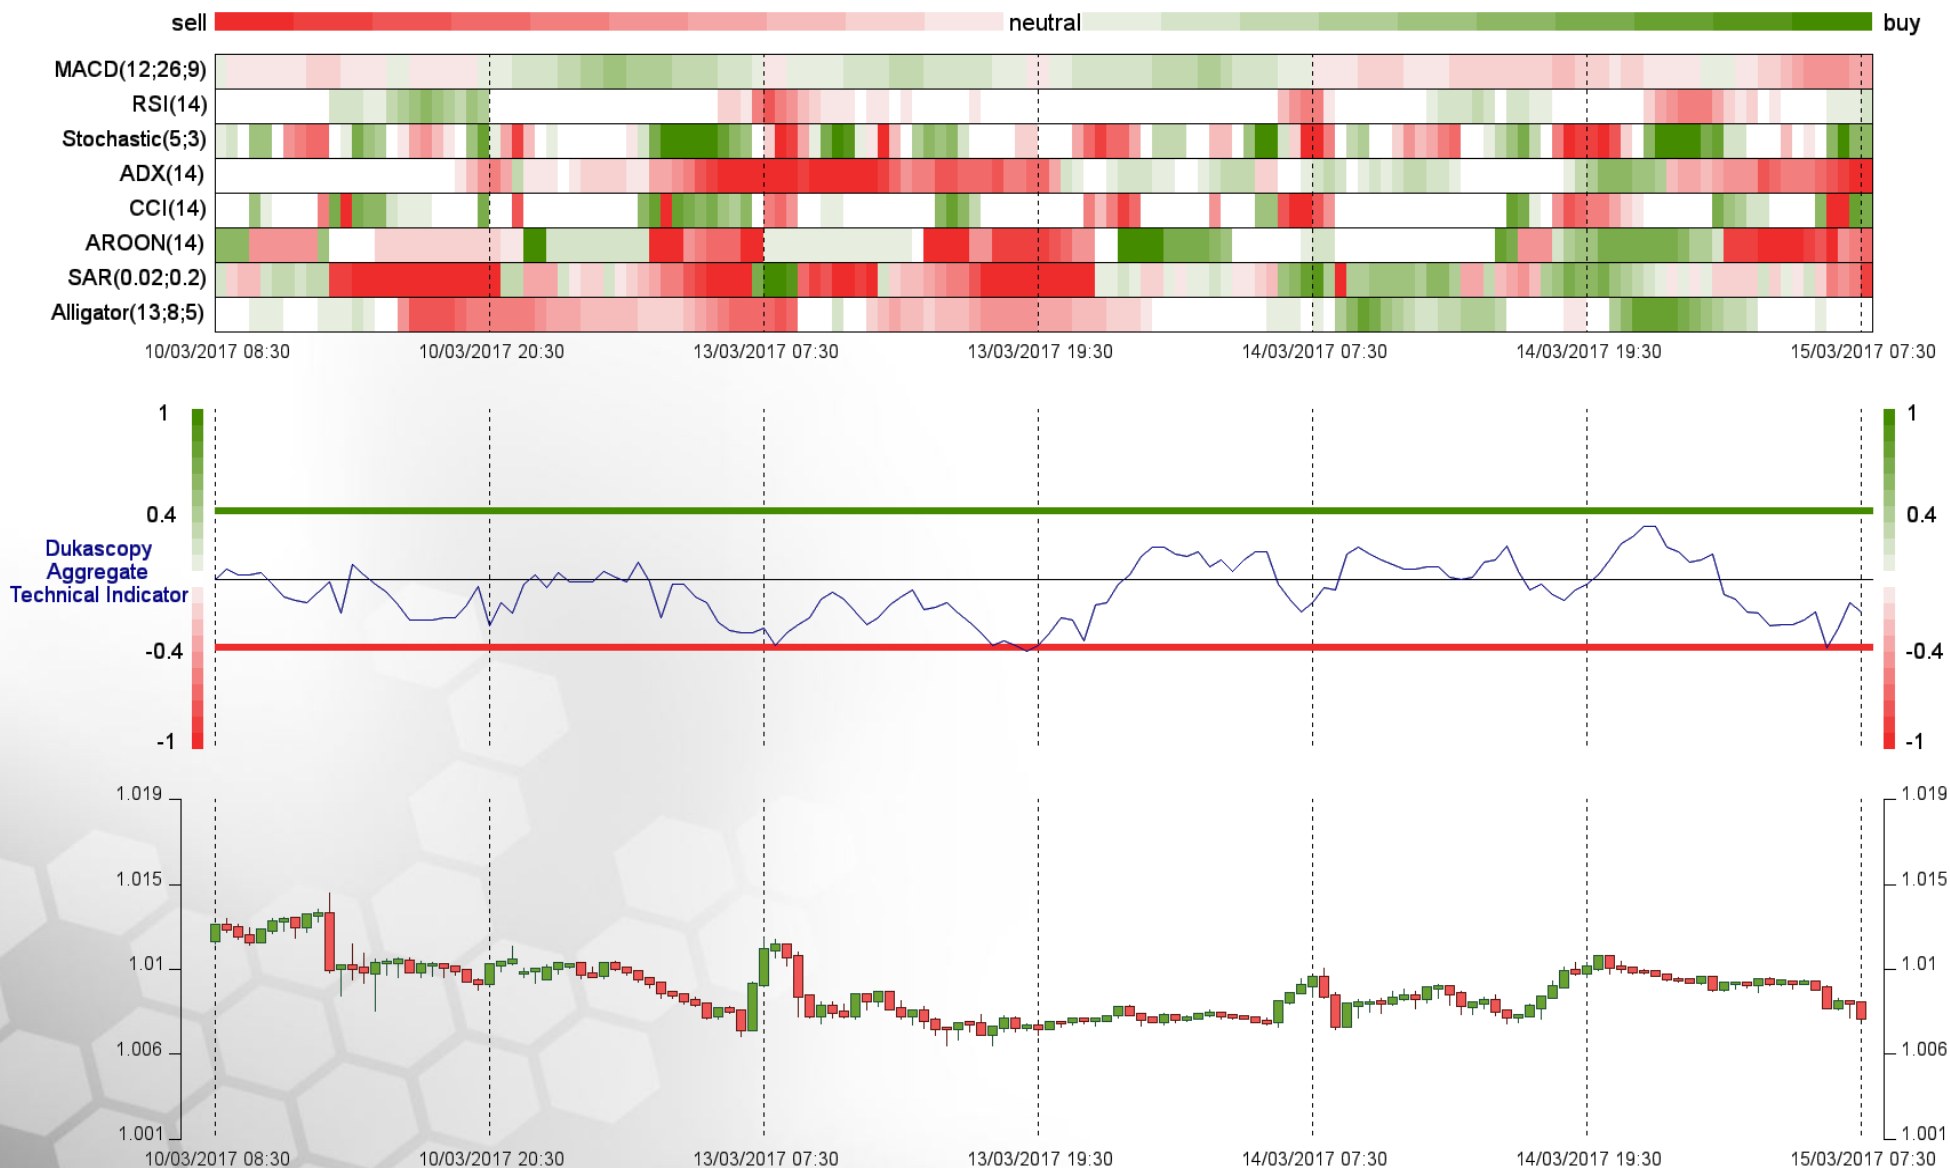 sell neutral buy
MACD(12;26;9)
RSI(14)
Stochastic(5;3)
ADX(14)
CCI(14)
AROON(14)
SAR(0.02;0.2)
Alligator(13;8;5)
10/03/2017 08:30 10/03/2017 20:30 13/03/2017 07:30 13/03/2017 19:30 14/03/2017 07:30 14/03/2017 19:30 15/03/2017 07:30
1 1
0.4 0.4
Dukascopy
Aggregate
Technical Indicator
-0.4 -0.4
-1 -1
1.019 1.019
1.015 1.015
1.01 1.01
1.006 1.006
1.001 1.001
10/03/2017 08:30 10/03/2017 20:30 13/03/2017 07:30 13/03/2017 19:30 14/03/2017 07:30 14/03/2017 19:30 15/03/2017 07:30